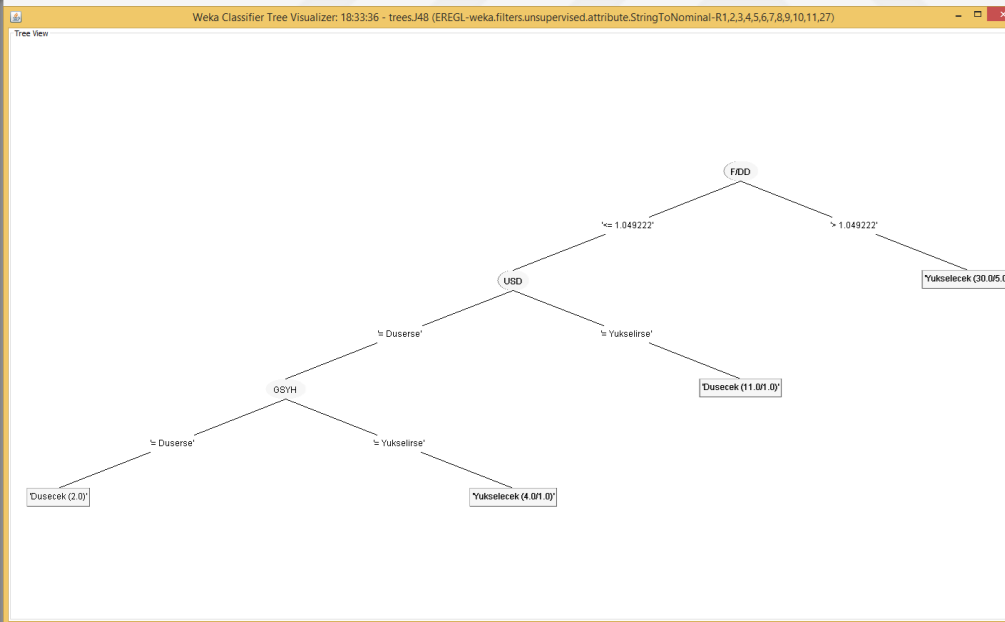 Weka Classifier Tree Visualizer: 18:33:36 - trees.J48 (EREGL-weka.filters.unsupervised.attribute.StringToNominal-R1,2,3,4,5,6,7,8,9,10,11,27)
Tree View
F/DD
'<= 1.049222'
'> 1.049222'
USD
'Yukselecek (30.0/5.0
'= Duserse'
'= Yukselirse'
GSYH
'Dusecek (11.0/1.0)'
'= Duserse'
'= Yukselirse'
'Dusecek (2.0)'
'Yukselecek (4.0/1.0)'